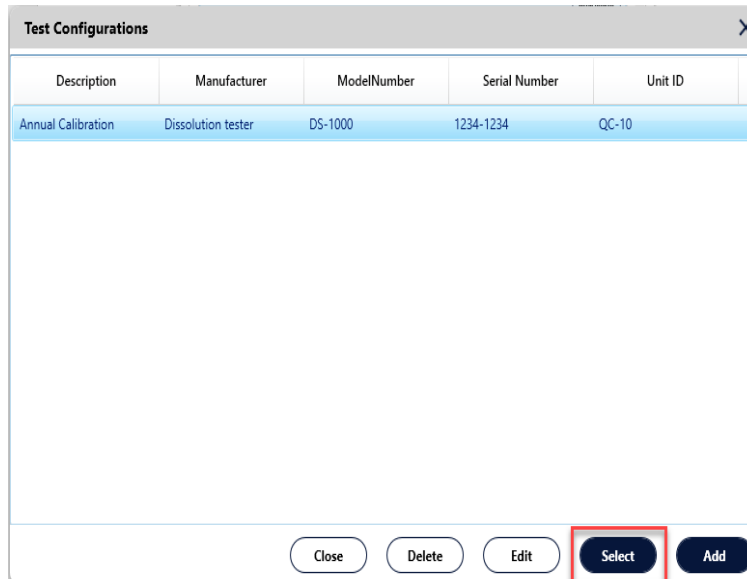 Test Configurations
Description Manufacturer ModelNumber Serial Number Unit ID
Annual Calibration Dissolution tester DS-1000 1234-1234 QC-10
Close Delete Edit Select Add